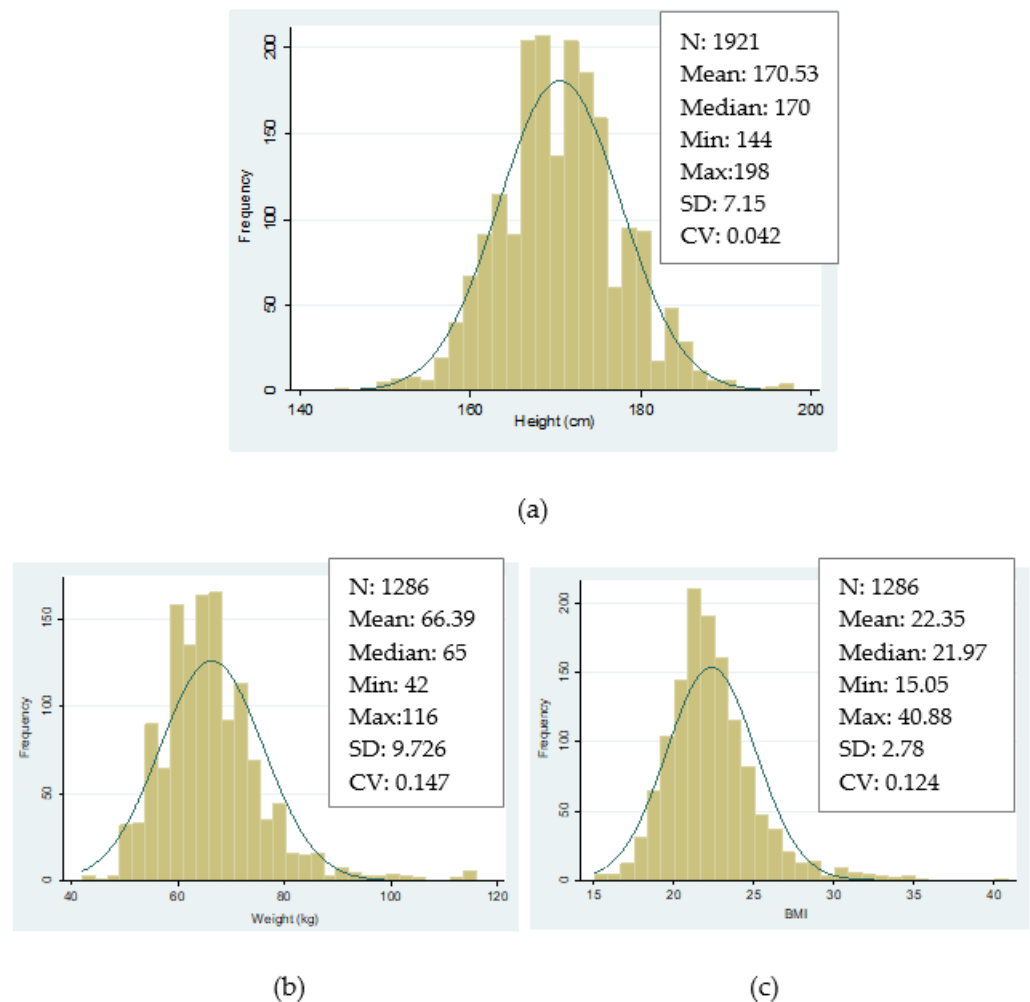 200
150
100
50
0
Frequency
140
160
180
200
Height (cm)
N: 1921
Mean: 170.53
Median: 170
Min: 144
Max:198
SD: 7.15
CV: 0.042
(a)
150
100
50
0
Frequency
40
60
80
100
120
Weight (kg)
N: 1286
Mean: 66.39
Median: 65
Min: 42
Max:116
SD: 9.726
CV: 0.147
(b)
200
150
100
50
0
Frequency
15
20
25
30
35
40
BMI
N: 1286
Mean: 22.35
Median: 21.97
Min: 15.05
Max: 40.88
SD: 2.78
CV: 0.124
(c)